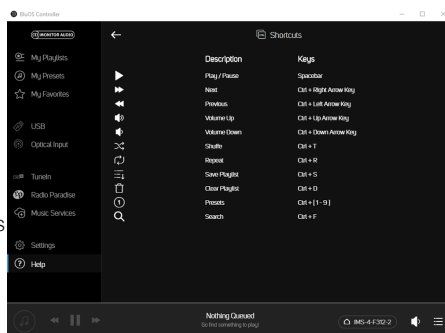 BluOS Controller
MONITOR AUDIO
Shortcuts
My Playlists
My Presets
My Favorites
USB
Optical Input
TuneIn
Radio Paradise
Music Services
Settings
Help
Description Keys
Play / Pause Spacebar
Next Ctrl + Right Arrow Key
Previous Ctrl + Left Arrow Key
Volume Up Ctrl + Up Arrow Key
Volume Down Ctrl + Down Arrow Key
Shuffle Ctrl + T
Repeat Ctrl + R
Save Playlist Ctrl + S
Clear Playlist Ctrl + D
1 Presets Ctrl + [1 - 9]
Search Ctrl + F
S
Nothing Queued
Go find something to play!
IMS-4-F312-2